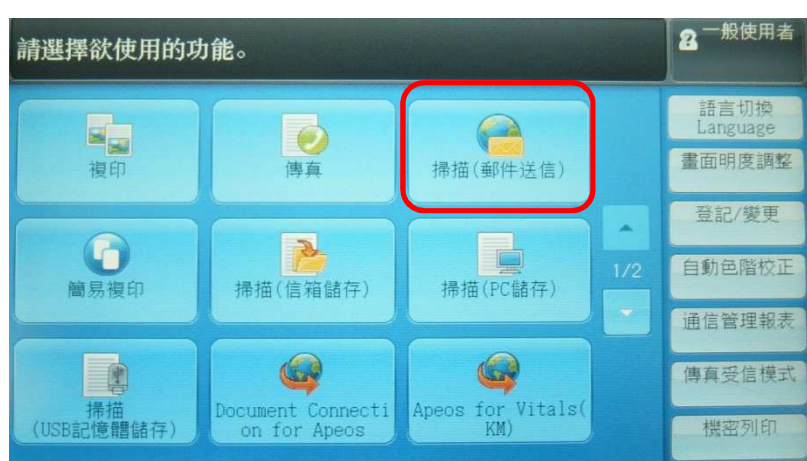 請選擇欲使用的功能。
一般使用者
複印
傳真
掃描(郵件送信)
簡易複印
掃描(信箱儲存)
掃描(PC儲存)
掃描
(USB記憶體儲存)
Document Connecti
on for Apeos
Apeos for Vitals(
KM)
1/2
語言切換
Language
畫面明度調整
登記/變更
自動色階校正
通信管理報表
傳真受信模式
機密列印